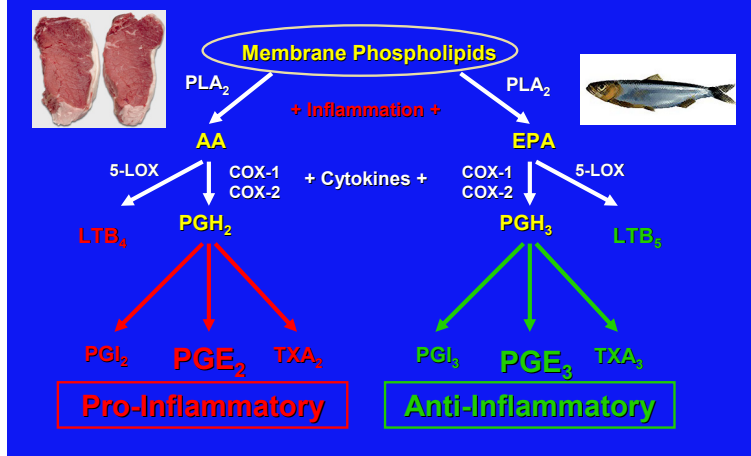 Membrane Phospholipids
PLA₂
PLA₂
+ Inflammation +
AA
EPA
5-LOX
COX-1
COX-2
+ Cytokines +
COX-1
COX-2
5-LOX
LTB₄
PGH₂
PGH₃
LTB₅
PGI₂
PGE₂
TXA₂
PGI₃
PGE₃
TXA₃
Pro-Inflammatory
Anti-Inflammatory